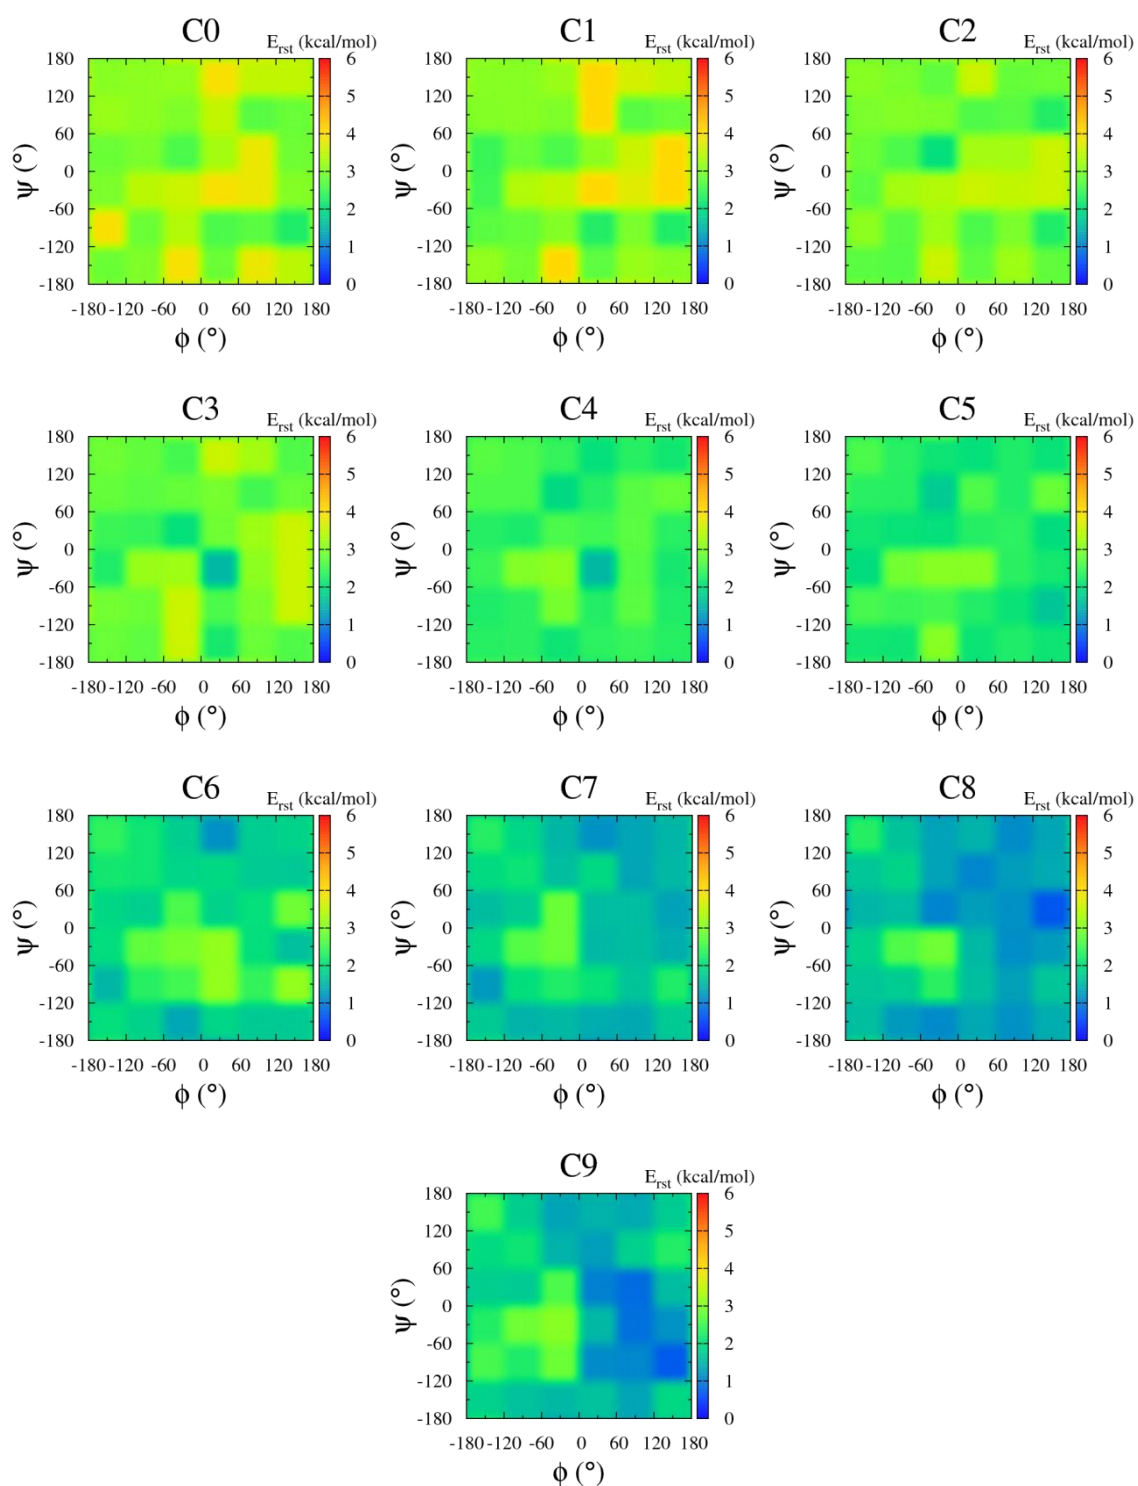 C0 C1 C2
E_rst (kcal/mol) E_rst (kcal/mol) E_rst (kcal/mol)
180 6 180 6 180 6
120 5 120 5 120 5
60 4 60 4 60 4
ψ (°) 0 3 ψ (°) 0 3 ψ (°) 0 3
-60 2 -60 2 -60 2
-120 1 -120 1 -120 1
-180 0 -180 0 -180 0
-180 -120 -60 0 60 120 180 -180 -120 -60 0 60 120 180 -180 -120 -60 0 60 120 180
ϕ (°) ϕ (°) ϕ (°)
C3 C4 C5
E_rst (kcal/mol) E_rst (kcal/mol) E_rst (kcal/mol)
180 6 180 6 180 6
120 5 120 5 120 5
60 4 60 4 60 4
ψ (°) 0 3 ψ (°) 0 3 ψ (°) 0 3
-60 2 -60 2 -60 2
-120 1 -120 1 -120 1
-180 0 -180 0 -180 0
-180 -120 -60 0 60 120 180 -180 -120 -60 0 60 120 180 -180 -120 -60 0 60 120 180
ϕ (°) ϕ (°) ϕ (°)
C6 C7 C8
E_rst (kcal/mol) E_rst (kcal/mol) E_rst (kcal/mol)
180 6 180 6 180 6
120 5 120 5 120 5
60 4 60 4 60 4
ψ (°) 0 3 ψ (°) 0 3 ψ (°) 0 3
-60 2 -60 2 -60 2
-120 1 -120 1 -120 1
-180 0 -180 0 -180 0
-180 -120 -60 0 60 120 180 -180 -120 -60 0 60 120 180 -180 -120 -60 0 60 120 180
ϕ (°) ϕ (°) ϕ (°)
C9
E_rst (kcal/mol)
180 6
120 5
60 4
ψ (°) 0 3
-60 2
-120 1
-180 0
-180 -120 -60 0 60 120 180
ϕ (°)